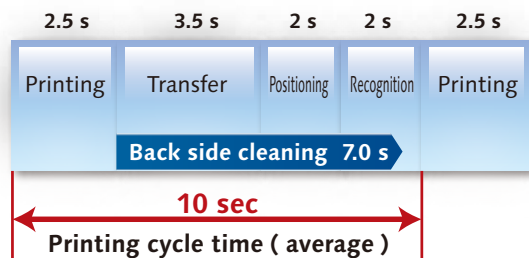 2.5 s 3.5 s 2 s 2 s 2.5 s
Printing Transfer Positioning Recognition Printing
Back side cleaning 7.0 s
10 sec
Printing cycle time ( average )